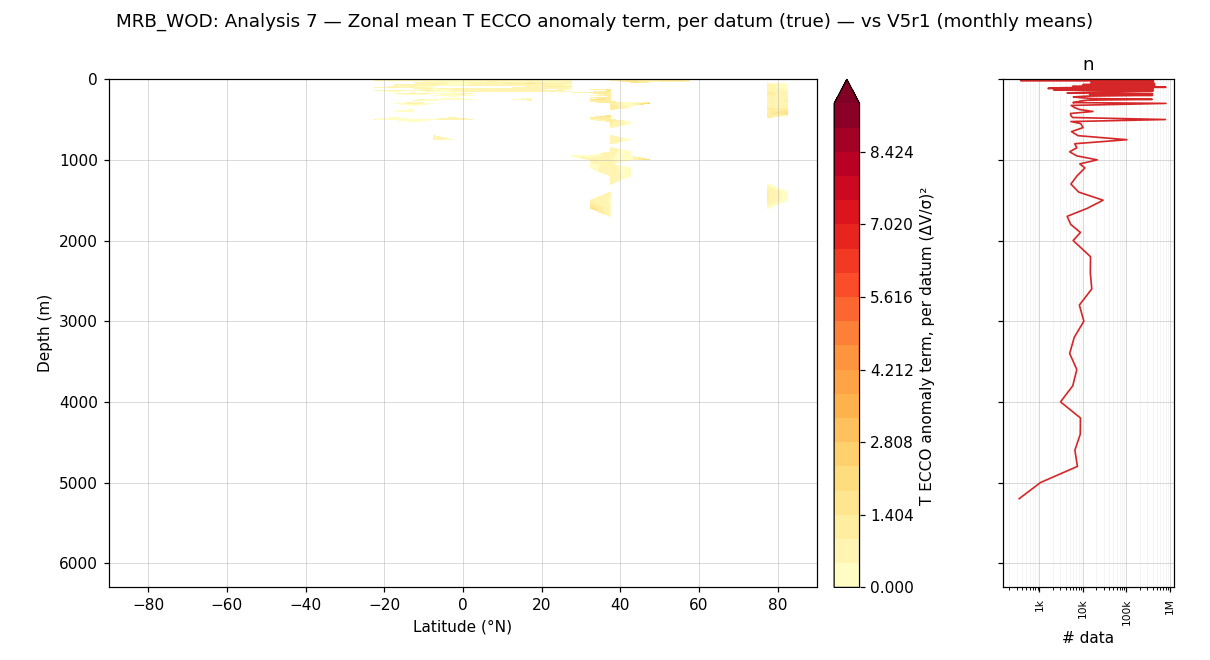 MRB_WOD: Analysis 7 — Zonal mean T ECCO anomaly term, per datum (true) — vs V5r1 (monthly means)
n
0
1000
2000
3000
4000
5000
6000
Depth (m)
−80
−60
−40
−20
0
20
40
60
80
Latitude (°N)
8.424
7.020
5.616
4.212
2.808
1.404
0.000
T ECCO anomaly term, per datum (ΔV/σ)²
1k
10k
100k
1M
# data